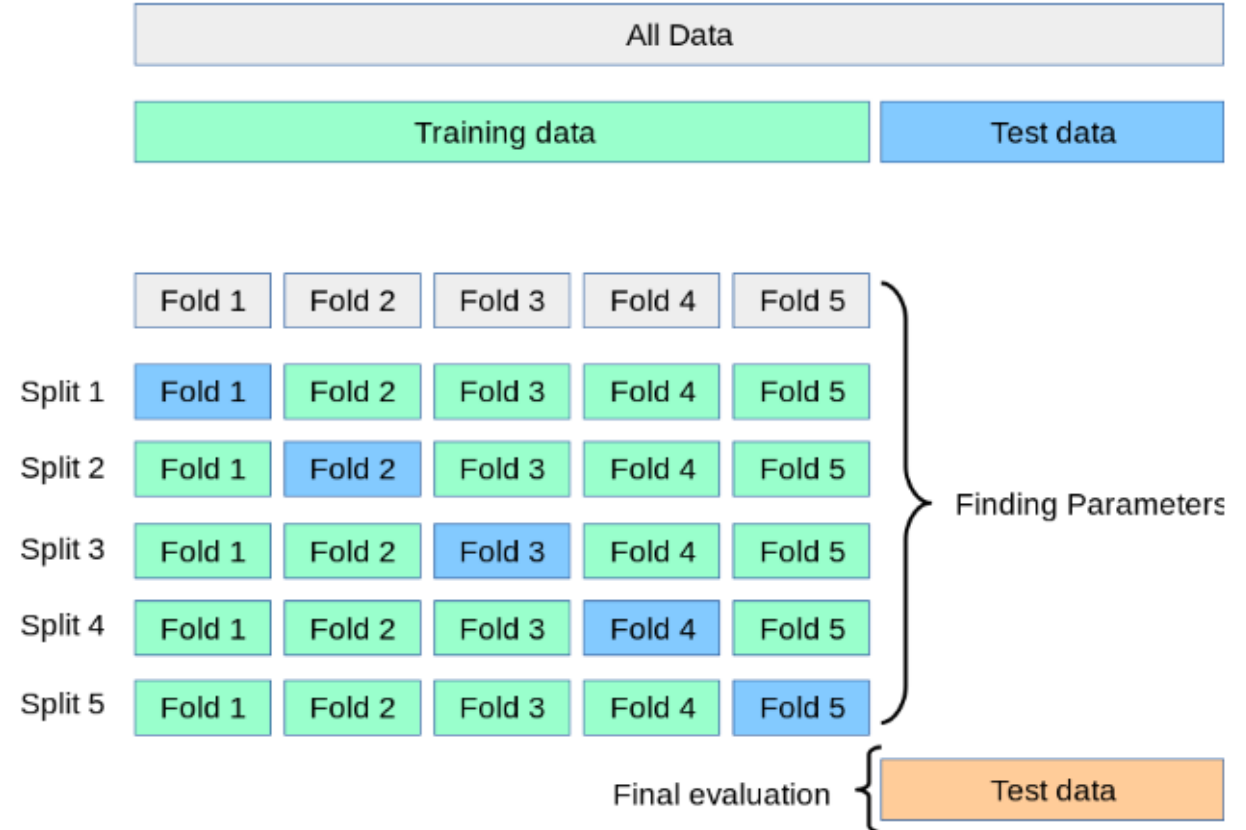 All Data
Training data Test data
Fold 1 Fold 2 Fold 3 Fold 4 Fold 5
Split 1 Fold 1 Fold 2 Fold 3 Fold 4 Fold 5
Split 2 Fold 1 Fold 2 Fold 3 Fold 4 Fold 5
Finding Parameters
Split 3 Fold 1 Fold 2 Fold 3 Fold 4 Fold 5
Split 4 Fold 1 Fold 2 Fold 3 Fold 4 Fold 5
Split 5 Fold 1 Fold 2 Fold 3 Fold 4 Fold 5
Final evaluation Test data